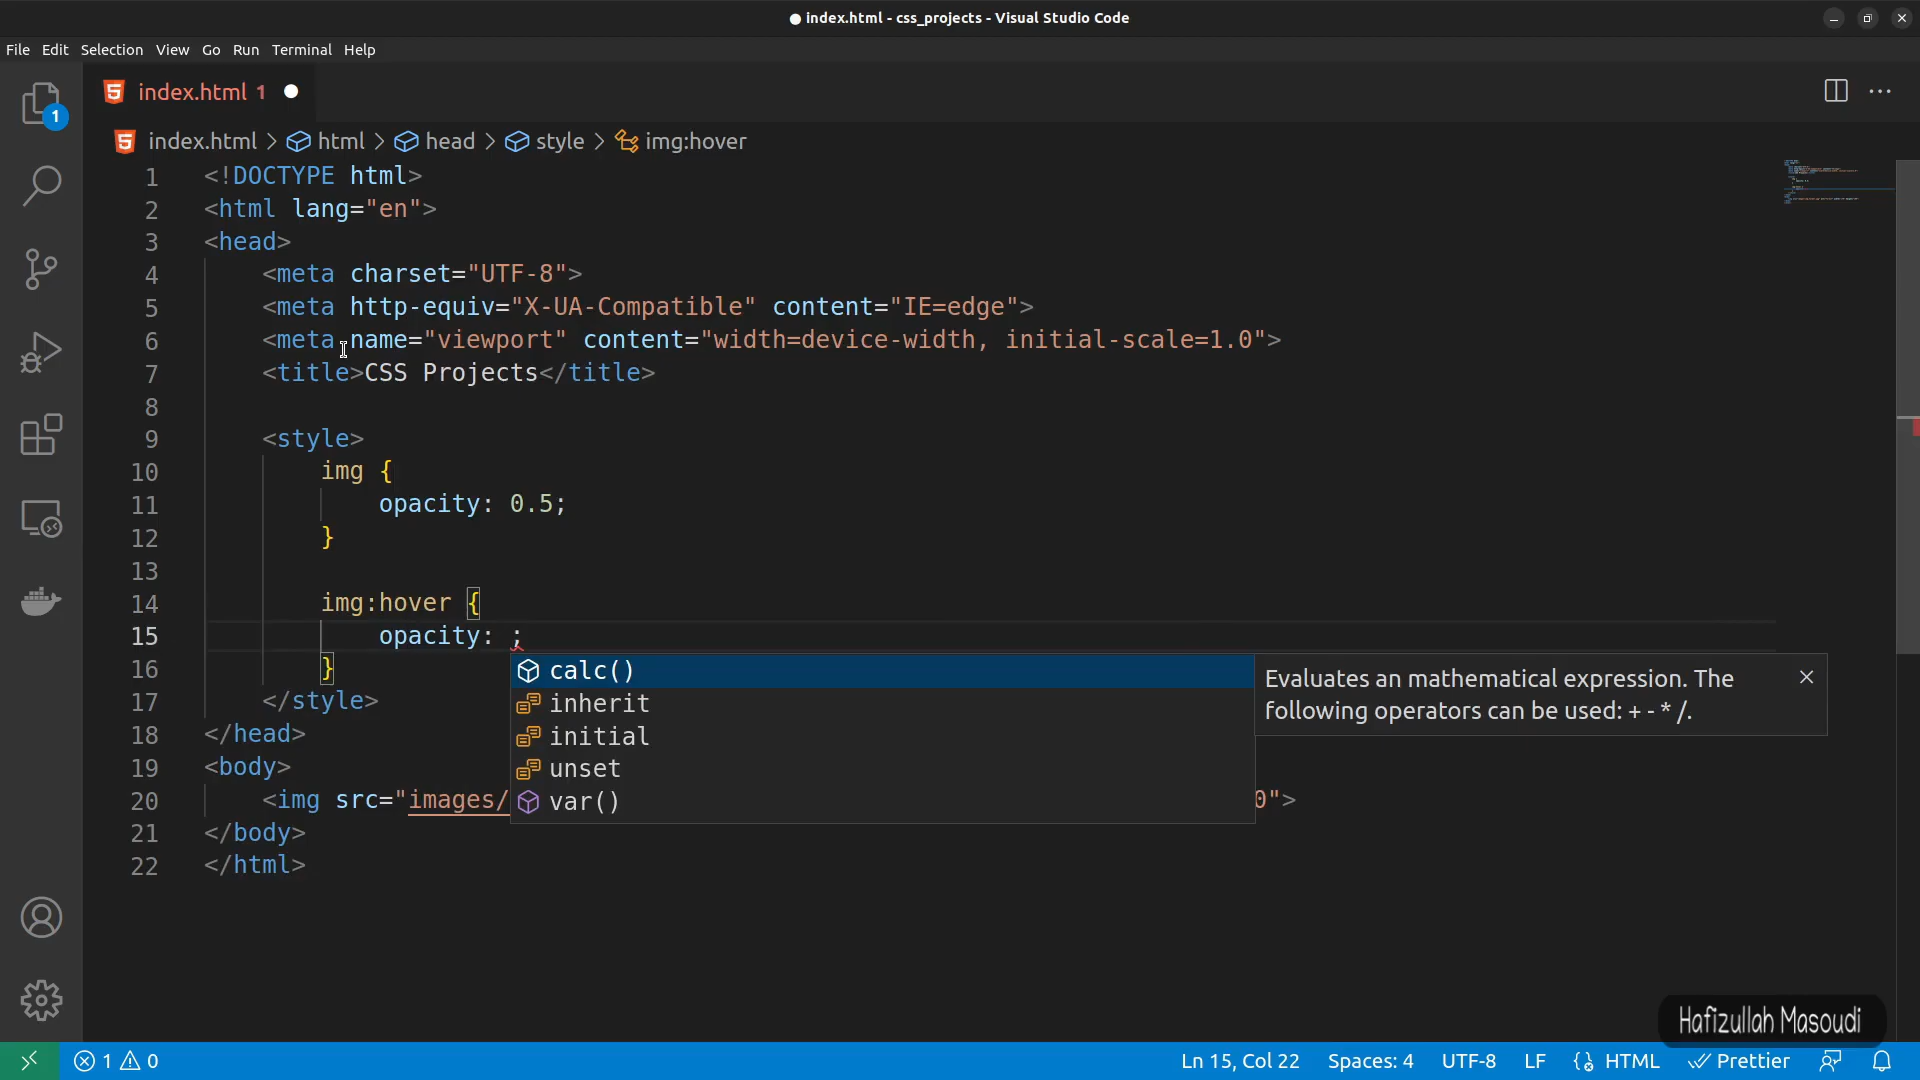 index.html - css_projects - Visual Studio Code
File Edit Selection View Go Run Terminal Help
index.html 1
1
index.html > html > head > style > img:hover
1 <!DOCTYPE html>
2 <html lang="en">
3 <head>
4 <meta charset="UTF-8">
5 <meta http-equiv="X-UA-Compatible" content="IE=edge">
6 <meta name="viewport" content="width=device-width, initial-scale=1.0">
7 <title>CSS Projects</title>
8
9 <style>
10 img {
11 opacity: 0.5;
12 }
13
14 img:hover {
15 opacity: ;
16 }
17 </style>
18 </head>
19 <body>
20 <img src="images/ 0">
21 </body>
22 </html>
calc()
inherit
initial
unset
var()
Evaluates an mathematical expression. The
following operators can be used: + - * /.
Hafizullah Masoudi
1 0 Ln 15, Col 22 Spaces: 4 UTF-8 LF HTML Prettier